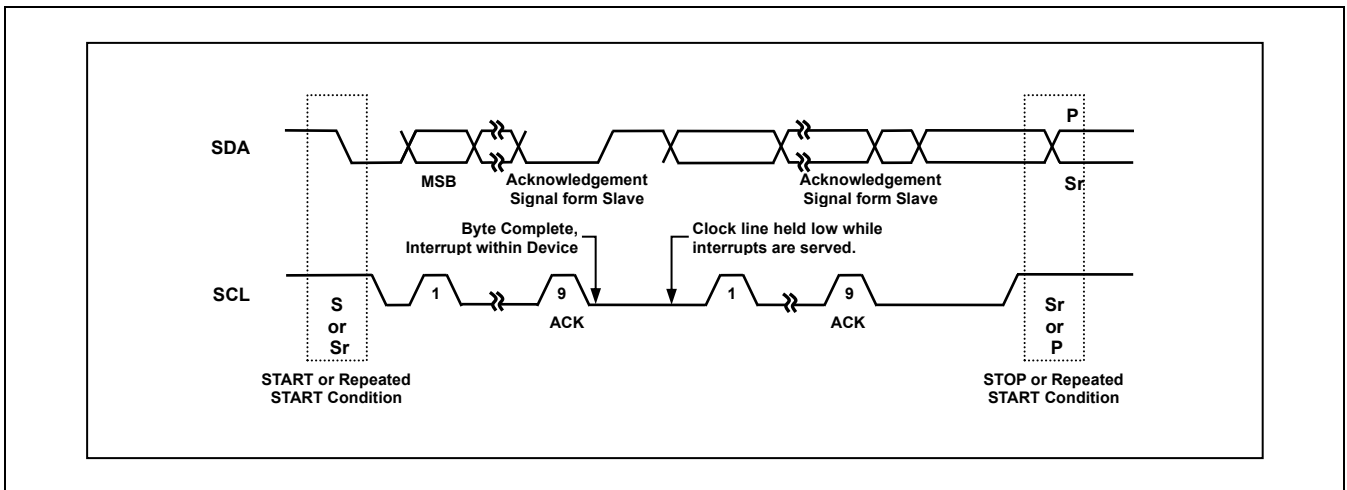 P
SDA
MSB
Acknowledgement
Signal form Slave
Acknowledgement
Signal form Slave
Sr
Byte Complete,
Interrupt within Device
Clock line held low while
interrupts are served.
SCL
S
or
Sr
1
9
ACK
1
9
ACK
Sr
or
P
START or Repeated
START Condition
STOP or Repeated
START Condition